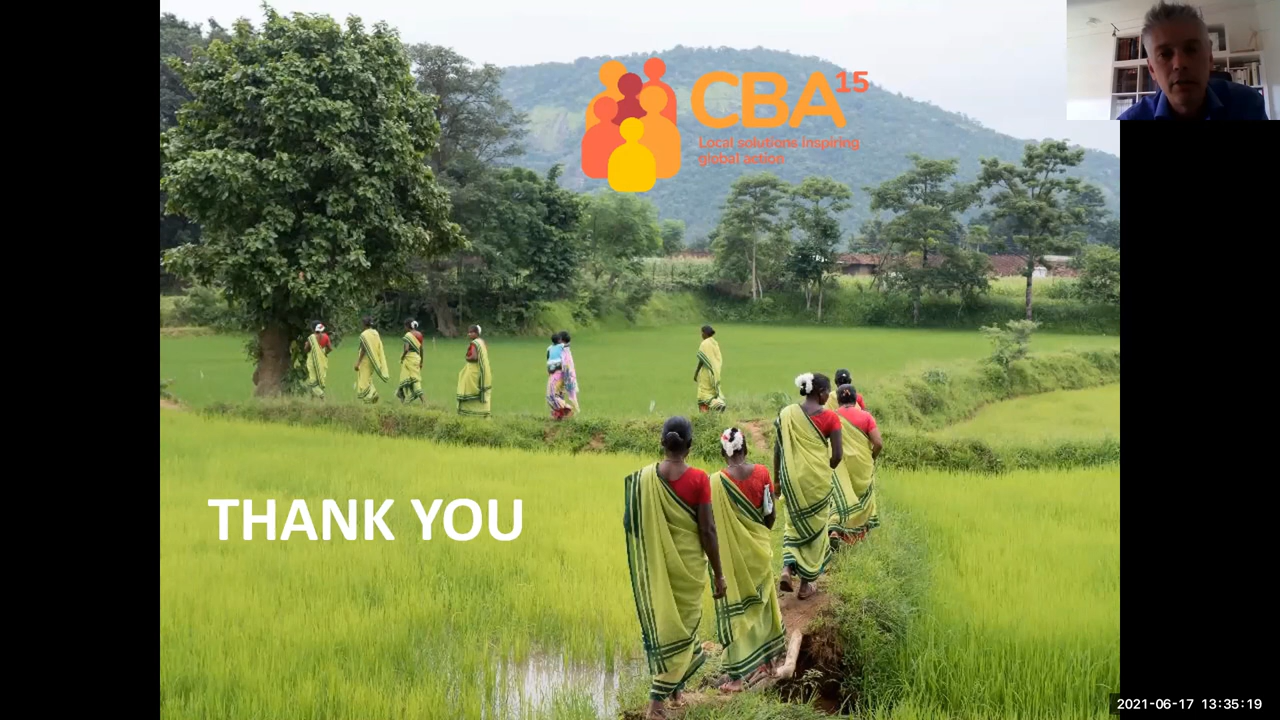 CBA15
Local solutions inspiring
global action
THANK YOU
2021-06-17 13:35:19